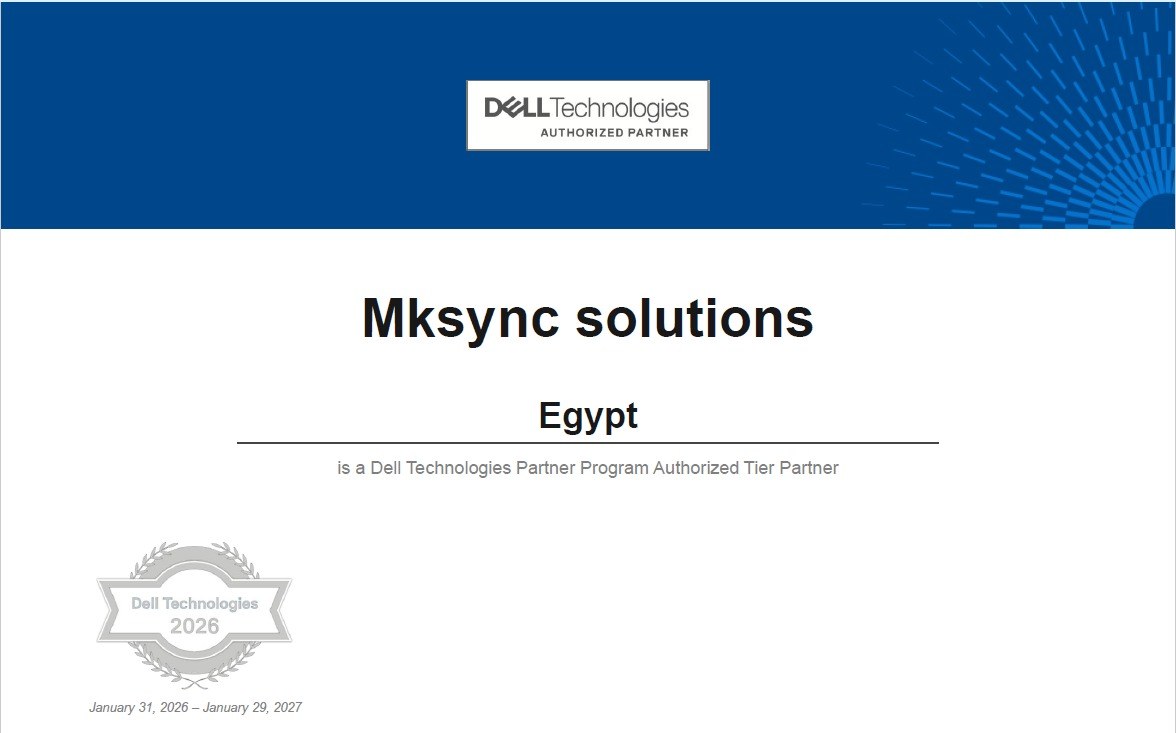 DELLTechnologies
AUTHORIZED PARTNER
Mksync solutions
Egypt
is a Dell Technologies Partner Program Authorized Tier Partner
Dell Technologies
2026
January 31, 2026 – January 29, 2027